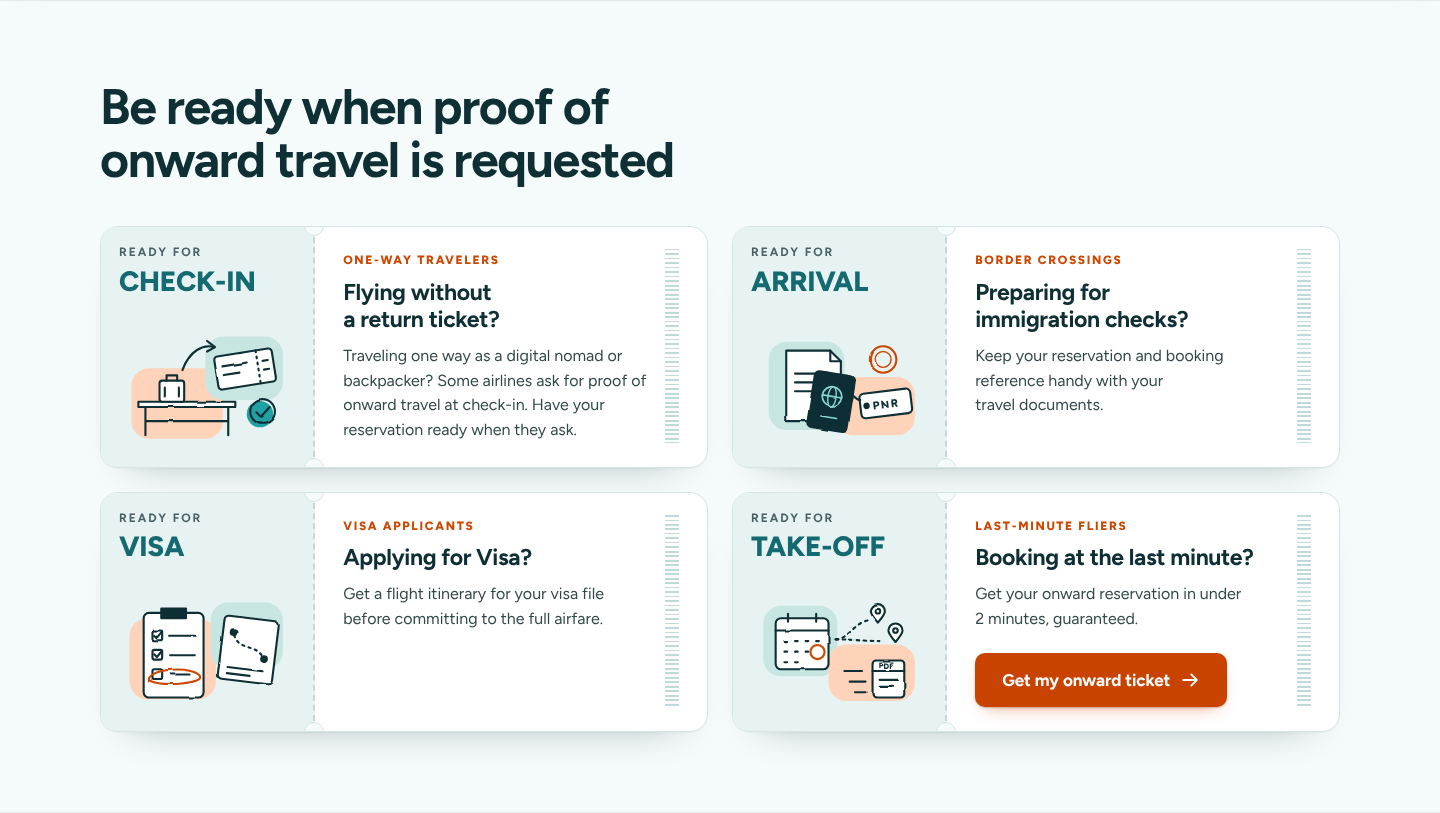 Be ready when proof of
onward travel is requested
READY FOR
CHECK-IN
ONE-WAY TRAVELERS
Flying without
a return ticket?
Traveling one way as a digital nomad or
backpacker? Some airlines ask for proof of
onward travel at check-in. Have your
reservation ready when they ask.
READY FOR
ARRIVAL
PNR
BORDER CROSSINGS
Preparing for
immigration checks?
Keep your reservation and booking
reference handy with your
travel documents.
READY FOR
VISA
VISA APPLICANTS
Applying for Visa?
Get a flight itinerary for your visa file
before committing to the full airfare.
READY FOR
TAKE-OFF
PDF
LAST-MINUTE FLIERS
Booking at the last minute?
Get your onward reservation in under
2 minutes, guaranteed.
Get my onward ticket →